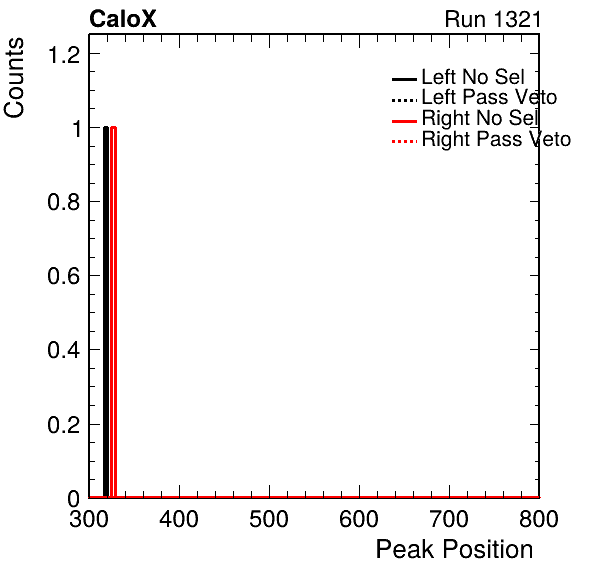 CaloX Run 1321
Counts
1.2
1
0.8
0.6
0.4
0.2
0
Left No Sel
Left Pass Veto
Right No Sel
Right Pass Veto
300 400 500 600 700 800
Peak Position